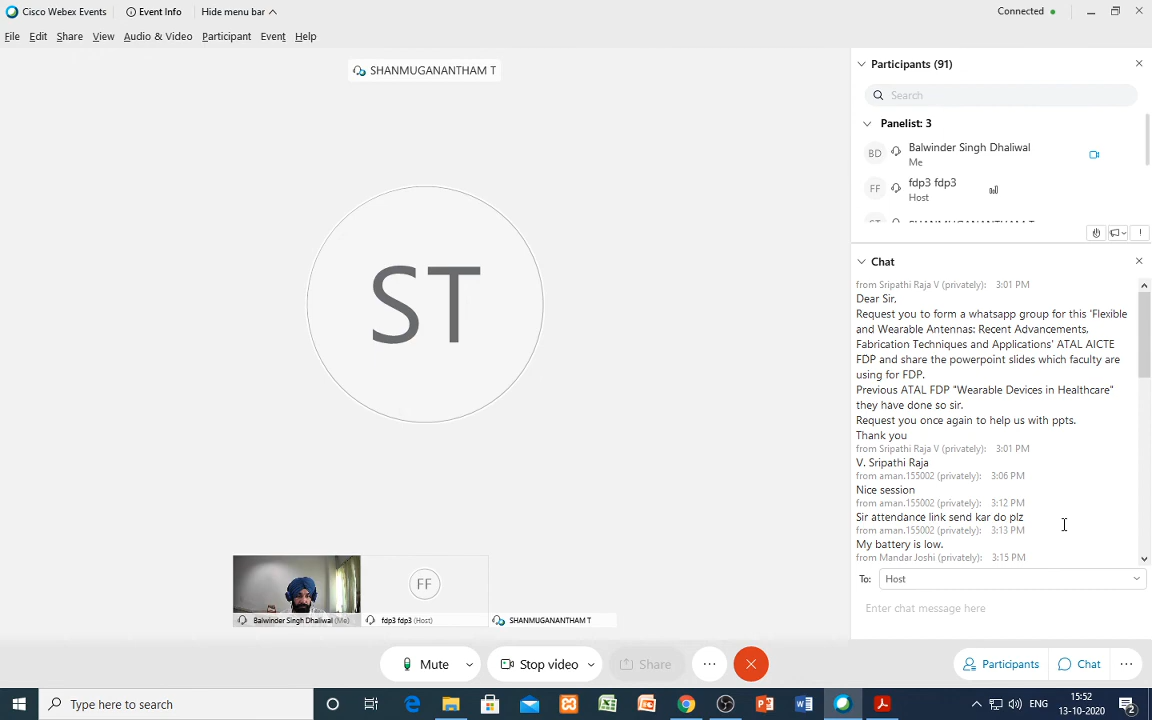 Cisco Webex Events
Event Info
Hide menu bar
Connected
File Edit Share View Audio & Video Participant Event Help
SHANMUGANANTHAM T
ST
Balwinder Singh Dhaliwal (Me)
FF
fdp3 fdp3 (Host)
SHANMUGANANTHAM T
Mute
Stop video
Share
Participants (91)
Search
Panelist: 3
BD
Balwinder Singh Dhaliwal
Me
FF
fdp3 fdp3
Host
Chat
from Sripathi Raja V (privately): 3:01 PM
Dear Sir,
Request you to form a whatsapp group for this 'Flexible
and Wearable Antennas: Recent Advancements,
Fabrication Techniques and Applications' ATAL AICTE
FDP and share the powerpoint slides which faculty are
using for FDP.
Previous ATAL FDP "Wearable Devices in Healthcare"
they have done so sir.
Request you once again to help us with ppts.
Thank you
from Sripathi Raja V (privately): 3:01 PM
V. Sripathi Raja
from aman.155002 (privately): 3:06 PM
Nice session
from aman.155002 (privately): 3:12 PM
Sir attendance link send kar do plz
from aman.155002 (privately): 3:13 PM
My battery is low.
from Mandar Joshi (privately): 3:15 PM
To: Host
Enter chat message here
Participants
Chat
Type here to search
ENG
15:52
13-10-2020
2